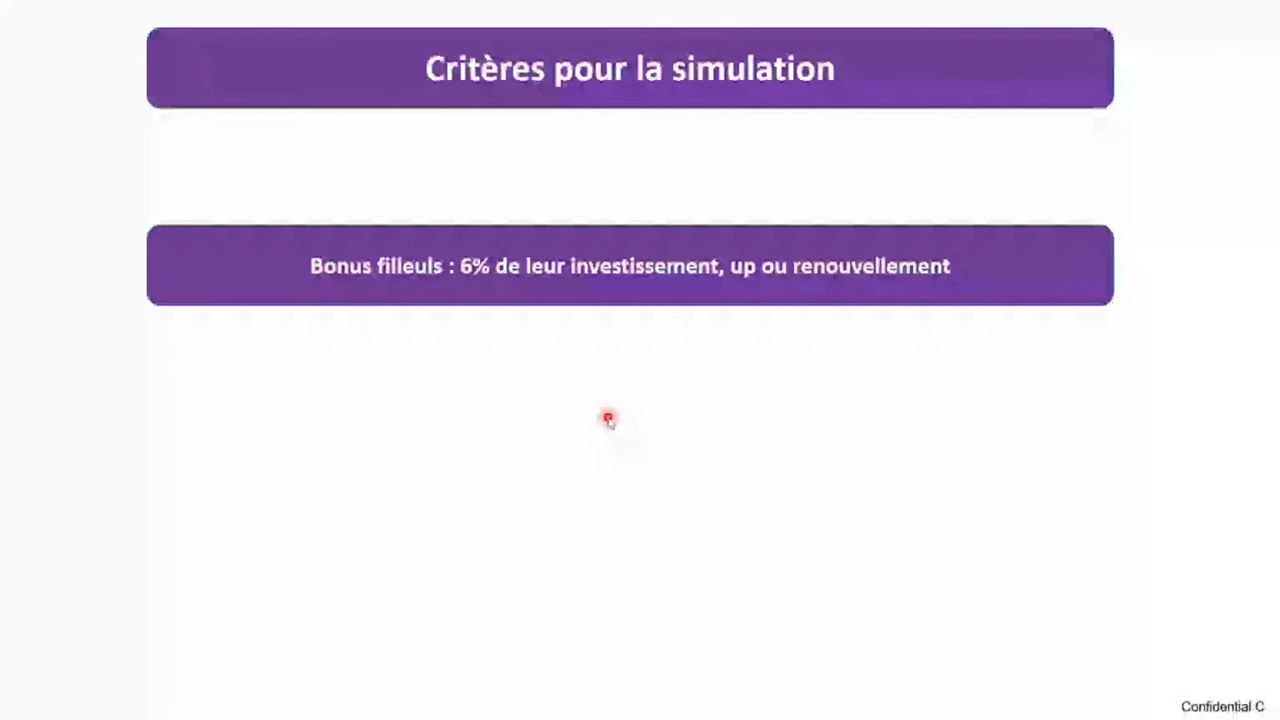 Critères pour la simulation
Bonus filleuls : 6% de leur investissement, up ou renouvellement
Confidential C